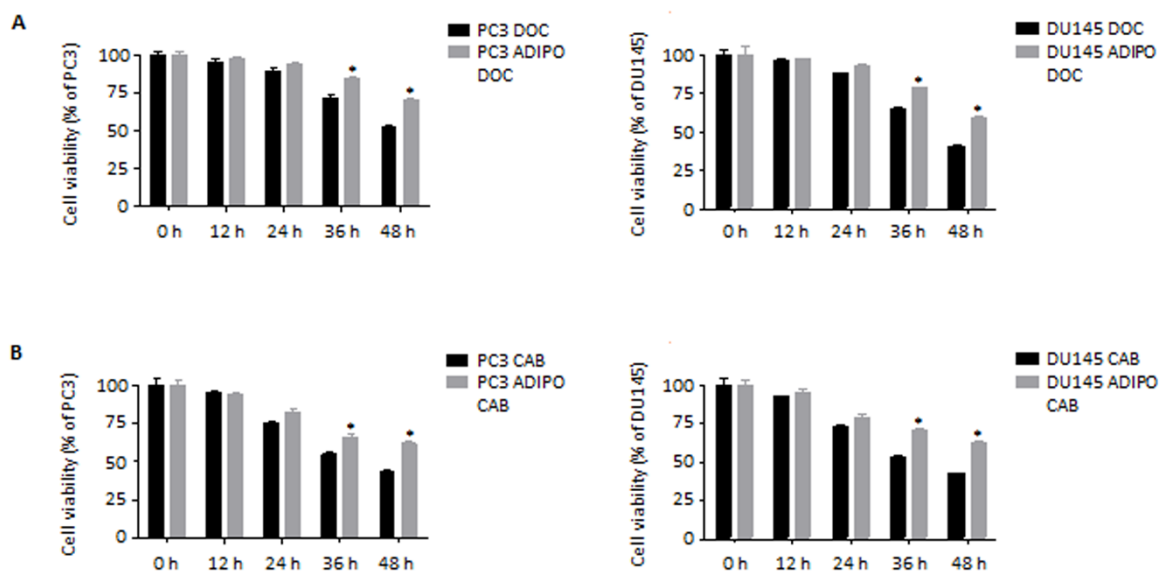 A
PC3 DOC
PC3 ADIPO
DOC
Cell viability (% of PC3)
100
75
50
25
0
*
*
0 h 12 h 24 h 36 h 48 h
DU145 DOC
DU145 ADIPO
DOC
Cell viability (% of DU145)
100
75
50
25
0
*
*
0 h 12 h 24 h 36 h 48 h
B
PC3 CAB
PC3 ADIPO
CAB
Cell viability (% of PC3)
100
75
50
25
0
*
*
0 h 12 h 24 h 36 h 48 h
DU145 CAB
DU145 ADIPO
CAB
Cell viability (% of DU145)
100
75
50
25
0
*
*
0 h 12 h 24 h 36 h 48 h